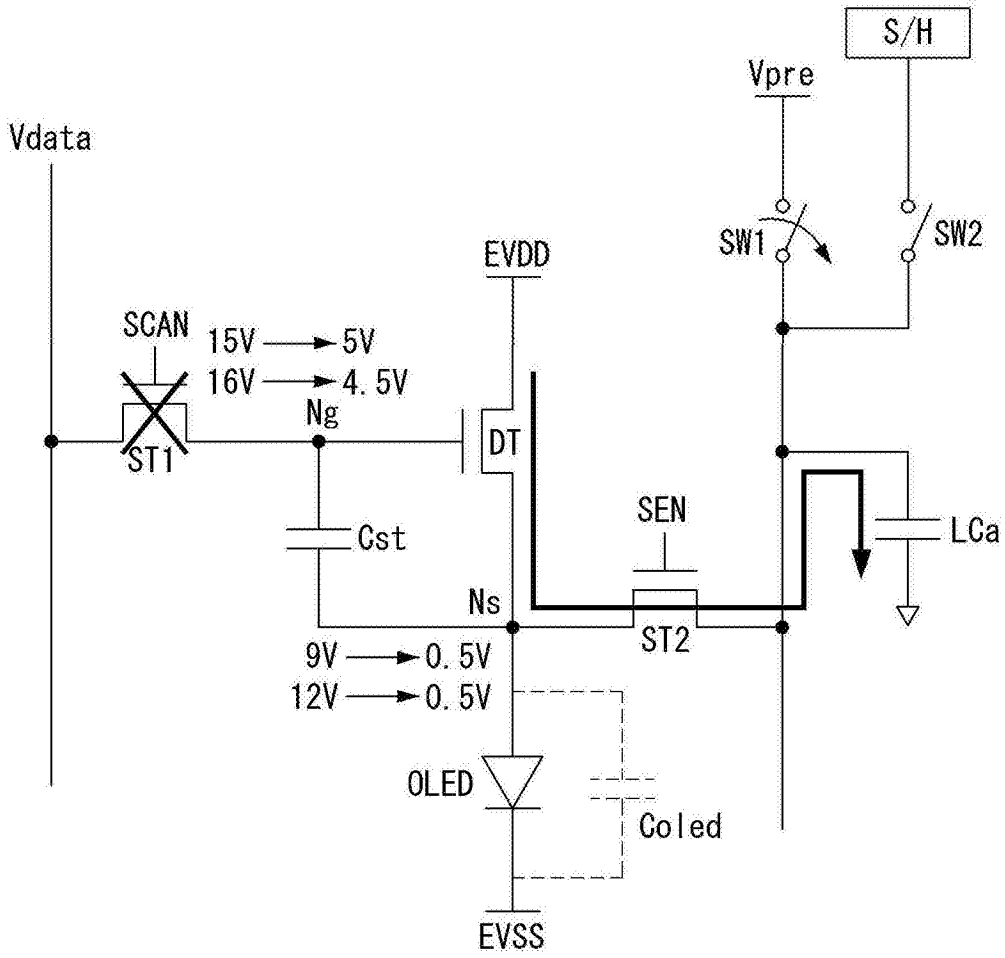 S/H
Vpre
Vdata
SW1
SW2
EVDD
SCAN
15V 5V
16V 4.5V
Ng
DT
ST1
SEN
LCa
Cst
Ns
ST2
9V 0.5V
12V 0.5V
OLED
Coled
EVSS